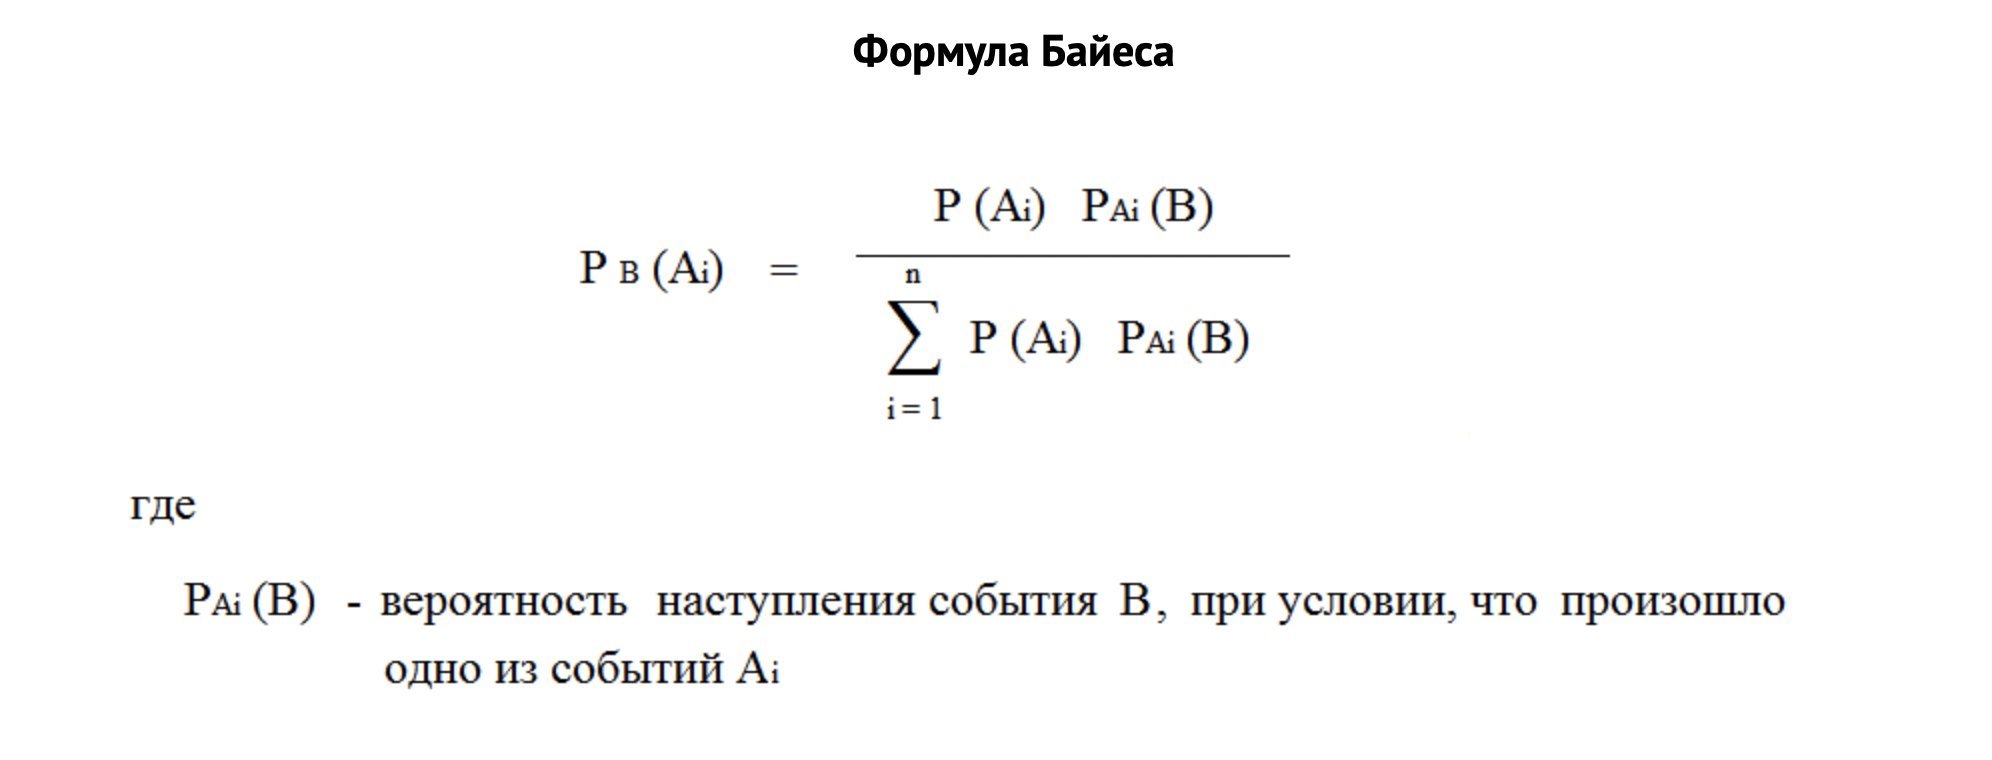 Формула Байеса
P (Ai) PAi (B)
P B (Ai) =
n
∑ P (Ai) PAi (B)
i = 1
где
PAi (B) - вероятность наступления события B, при условии, что произошло
одно из событий Ai